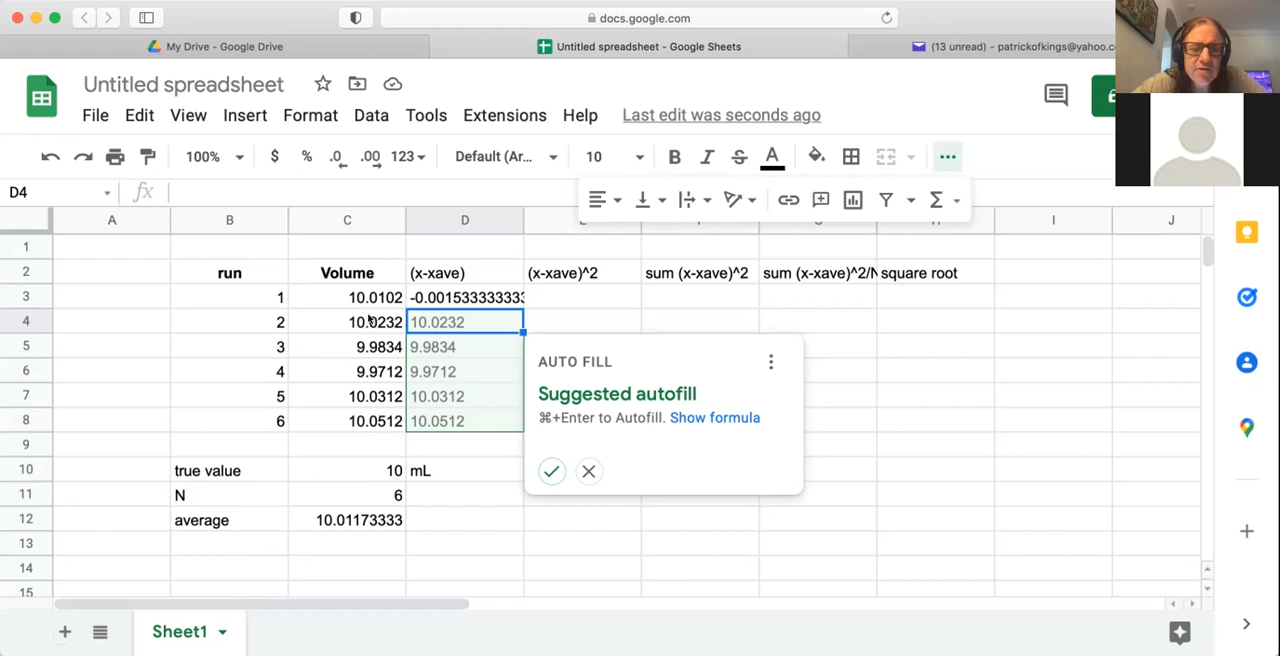 docs.google.com
My Drive - Google Drive
Untitled spreadsheet - Google Sheets
(13 unread) - patrickofkings@yahoo.c
Untitled spreadsheet
File Edit View Insert Format Data Tools Extensions Help Last edit was seconds ago
100% $ % .0 .00 123 Default (Ar... 10 B I S A ...
D4 fx
A B C D I J
1
2 run Volume (x-xave) (x-xave)^2 sum (x-xave)^2 sum (x-xave)^2/N square root
3 1 10.0102 -0.001533333333
4 2 10.0232 10.0232
5 3 9.9834 9.9834
6 4 9.9712 9.9712
7 5 10.0312 10.0312
8 6 10.0512 10.0512
AUTO FILL
Suggested autofill
⌘+Enter to Autofill. Show formula
9
10 true value 10 mL
11 N 6
12 average 10.01173333
13
14
15
Sheet1